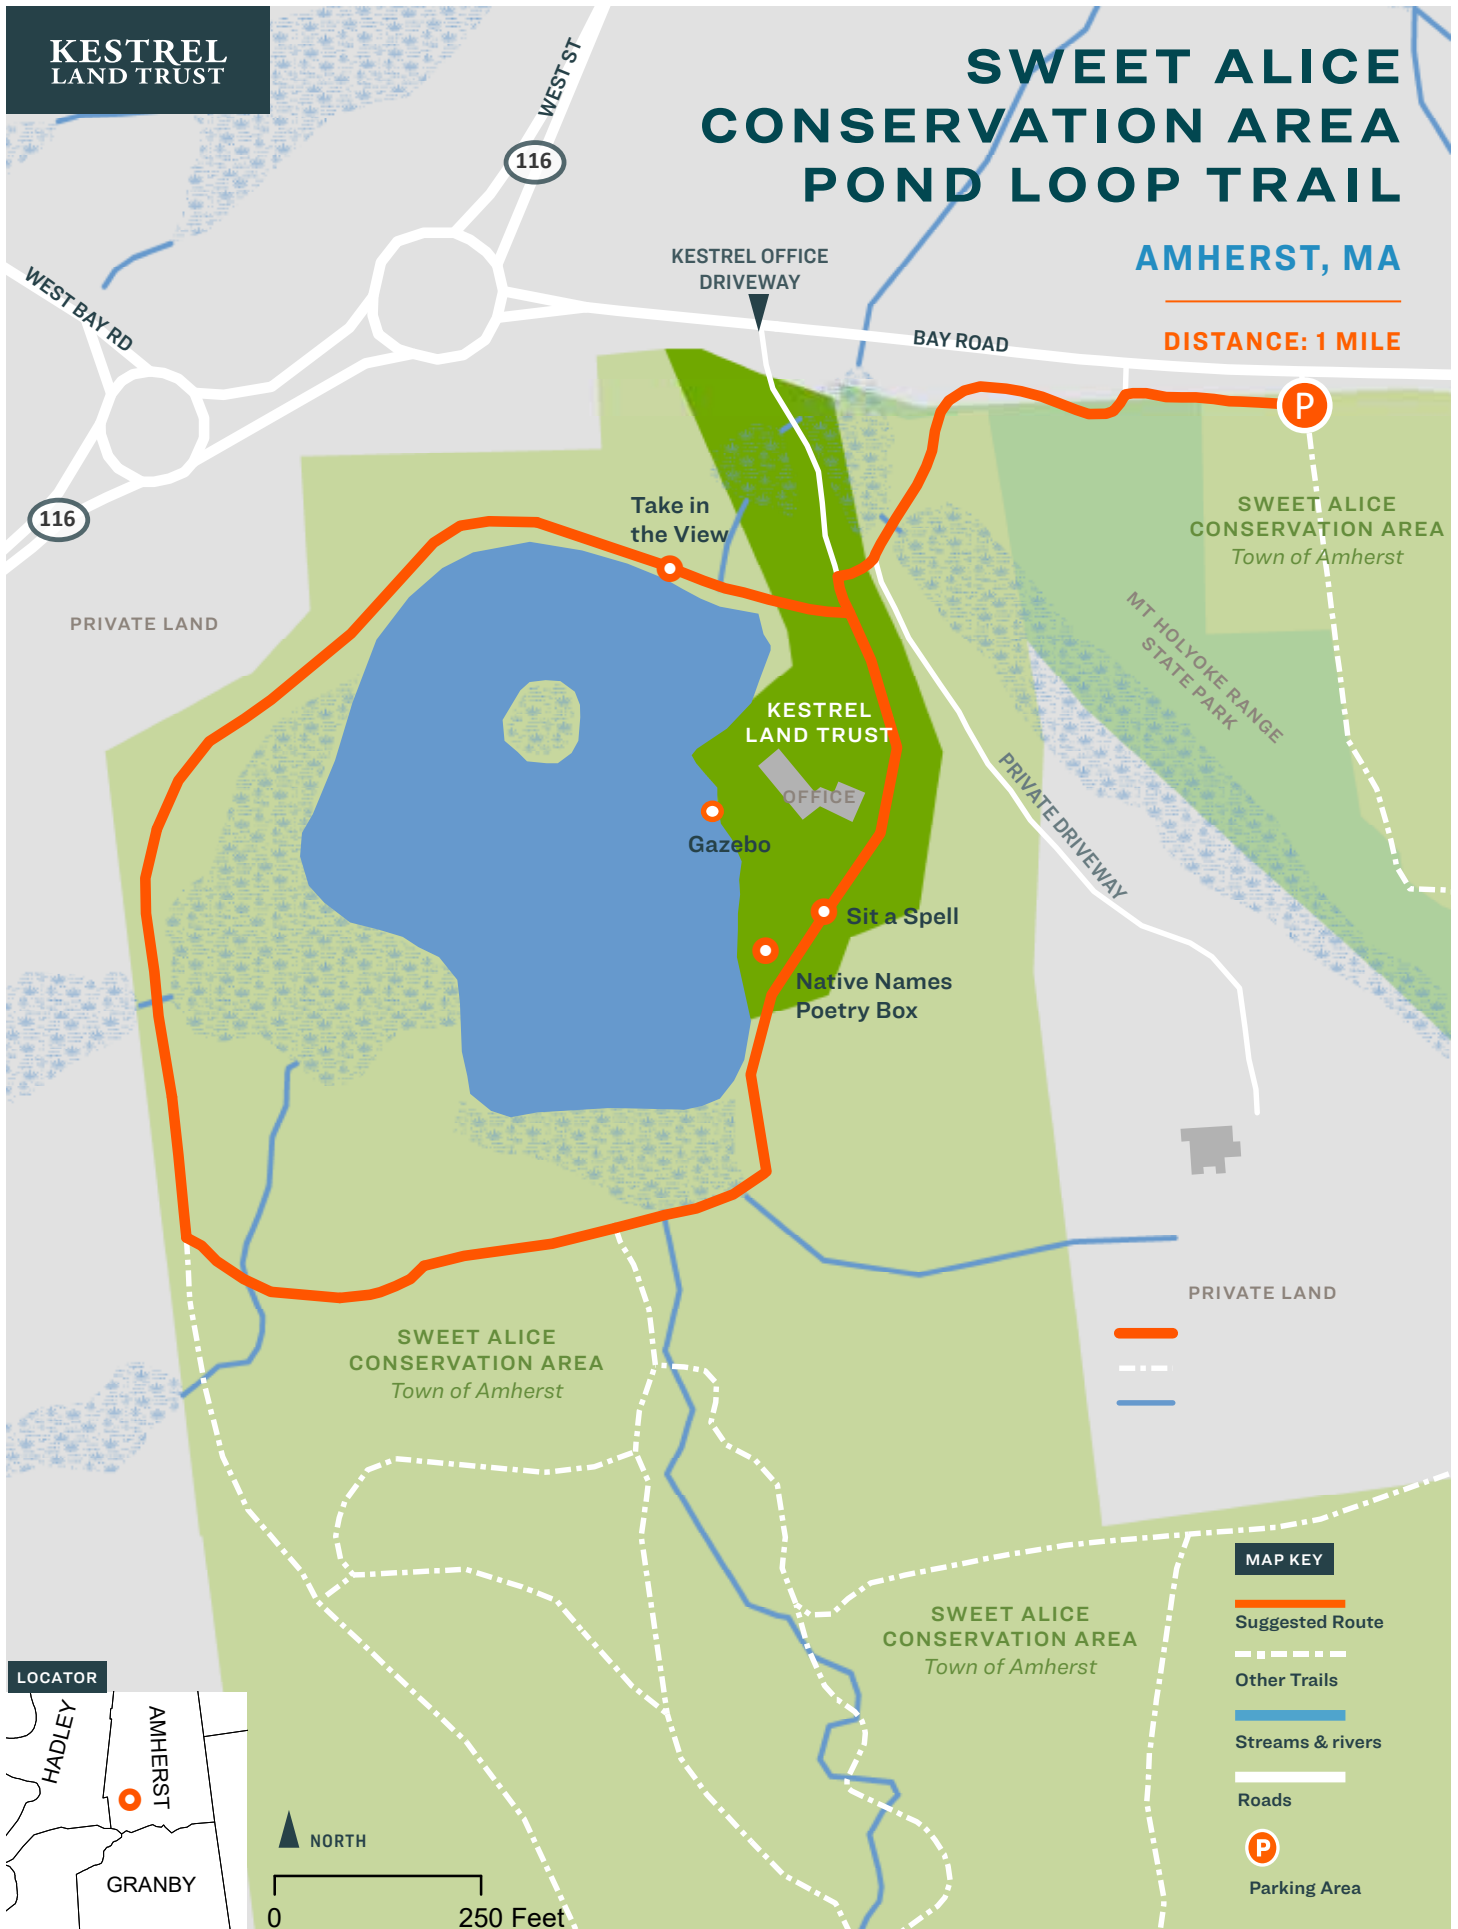 KESTREL
LAND TRUST
SWEET ALICE
CONSERVATION AREA
POND LOOP TRAIL
AMHERST, MA
DISTANCE: 1 MILE
WEST ST
116
KESTREL OFFICE
DRIVEWAY
WEST BAY RD
BAY ROAD
P
116
Take in
the View
SWEET ALICE
CONSERVATION AREA
Town of Amherst
PRIVATE LAND
MT HOLYOKE RANGE
STATE PARK
KESTREL
LAND TRUST
OFFICE
PRIVATE DRIVEWAY
Gazebo
Sit a Spell
Native Names
Poetry Box
PRIVATE LAND
SWEET ALICE
CONSERVATION AREA
Town of Amherst
SWEET ALICE
CONSERVATION AREA
Town of Amherst
MAP KEY
Suggested Route
Other Trails
Streams & rivers
Roads
P
Parking Area
LOCATOR
HADLEY
AMHERST
GRANBY
NORTH
0
250 Feet